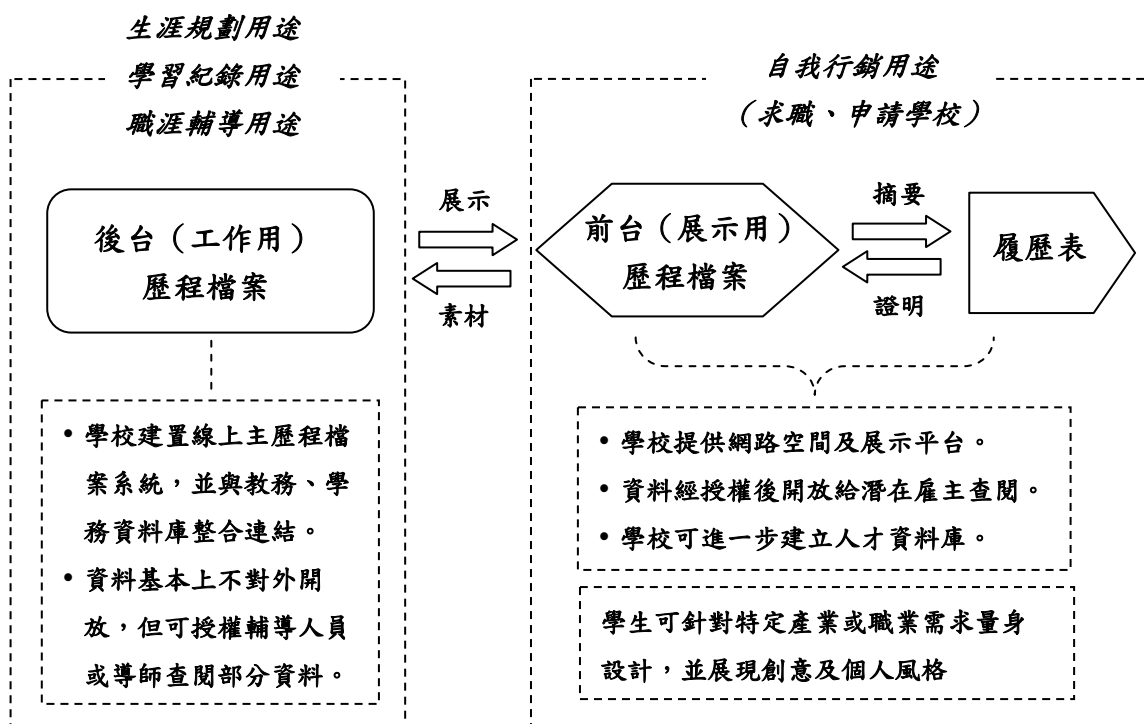 生涯規劃用途
學習紀錄用途
職涯輔導用途
自我行銷用途
（求職、申請學校）
後台（工作用）
歷程檔案
展示
素材
前台（展示用）
歷程檔案
摘要
證明
履歷表
• 學校建置線上主歷程檔
案系統，並與教務、學
務資料庫整合連結。
• 資料基本上不對外開
放，但可授權輔導人員
或導師查閱部分資料。
• 學校提供網路空間及展示平台。
• 資料經授權後開放給潛在雇主查閱。
• 學校可進一步建立人才資料庫。
學生可針對特定產業或職業需求量身
設計，並展現創意及個人風格